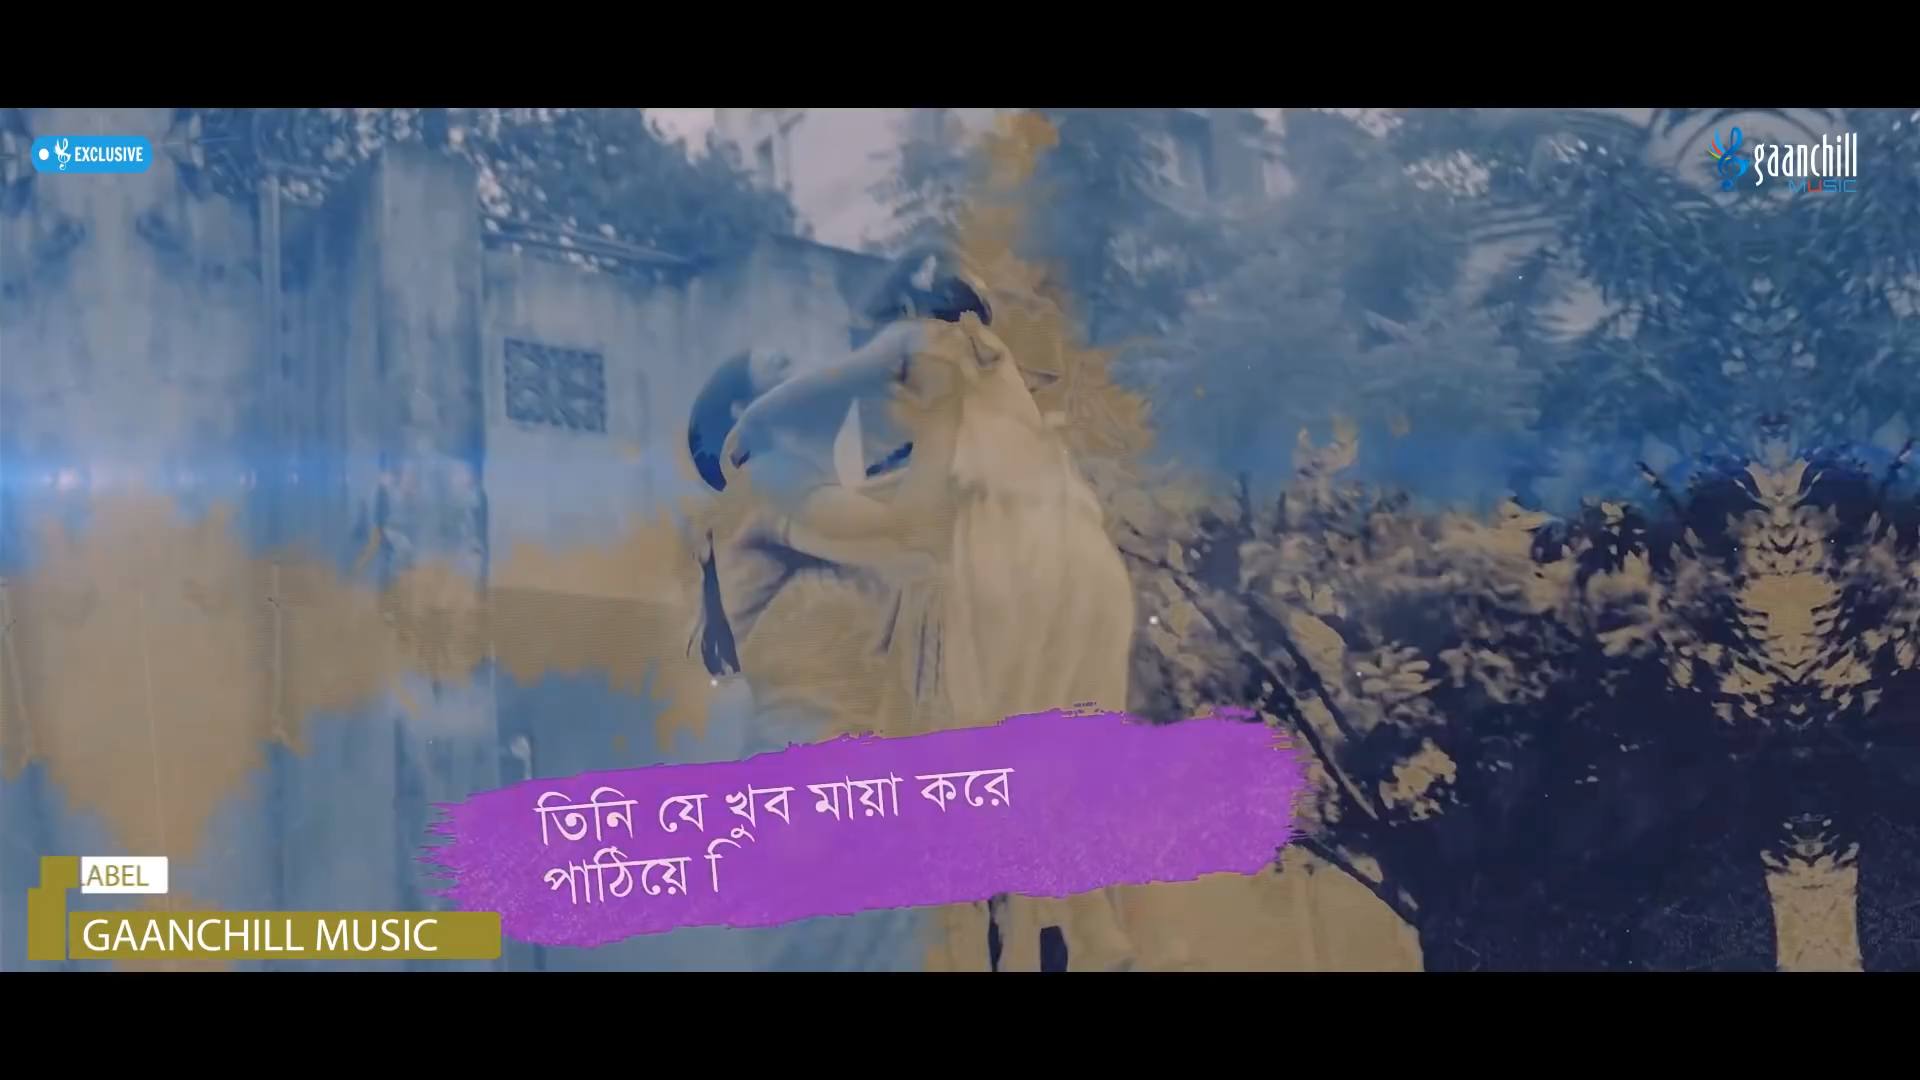 EXCLUSIVE
gaanchill
MUSIC
তিনি যে খুব মায়া করে
পাঠিয়ে ি
ABEL
GAANCHILL MUSIC